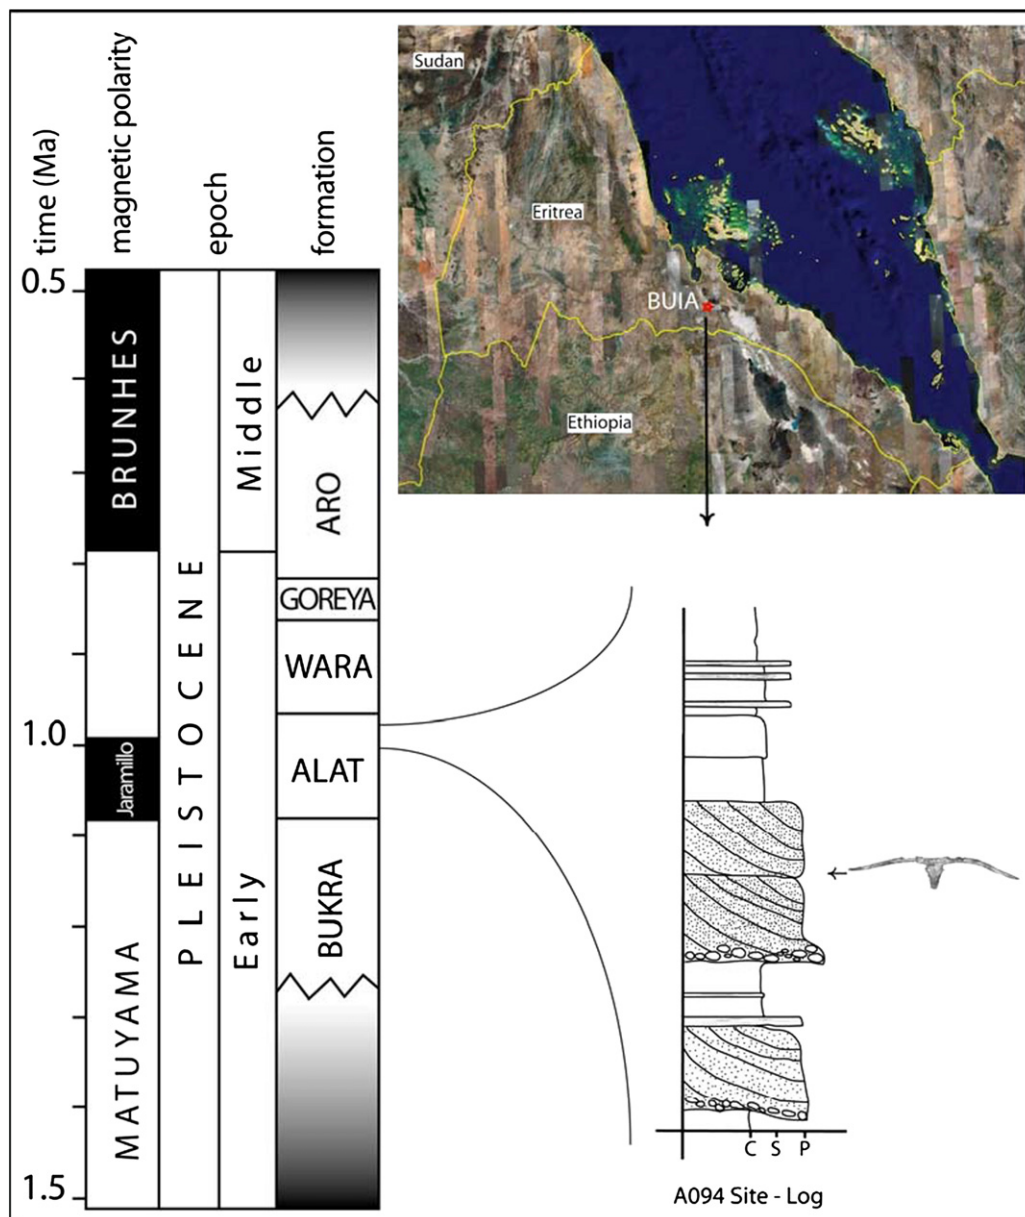 time (Ma)
magnetic polarity
epoch
formation
0.5
1.0
1.5
BRUNHES
Jaramillo
MATUYAMA
PLEISTOCENE
Middle
Early
ARO
GOREYA
WARA
ALAT
BUKRA
Sudan
Eritrea
BUIA
Ethiopia
C S P
A094 Site - Log